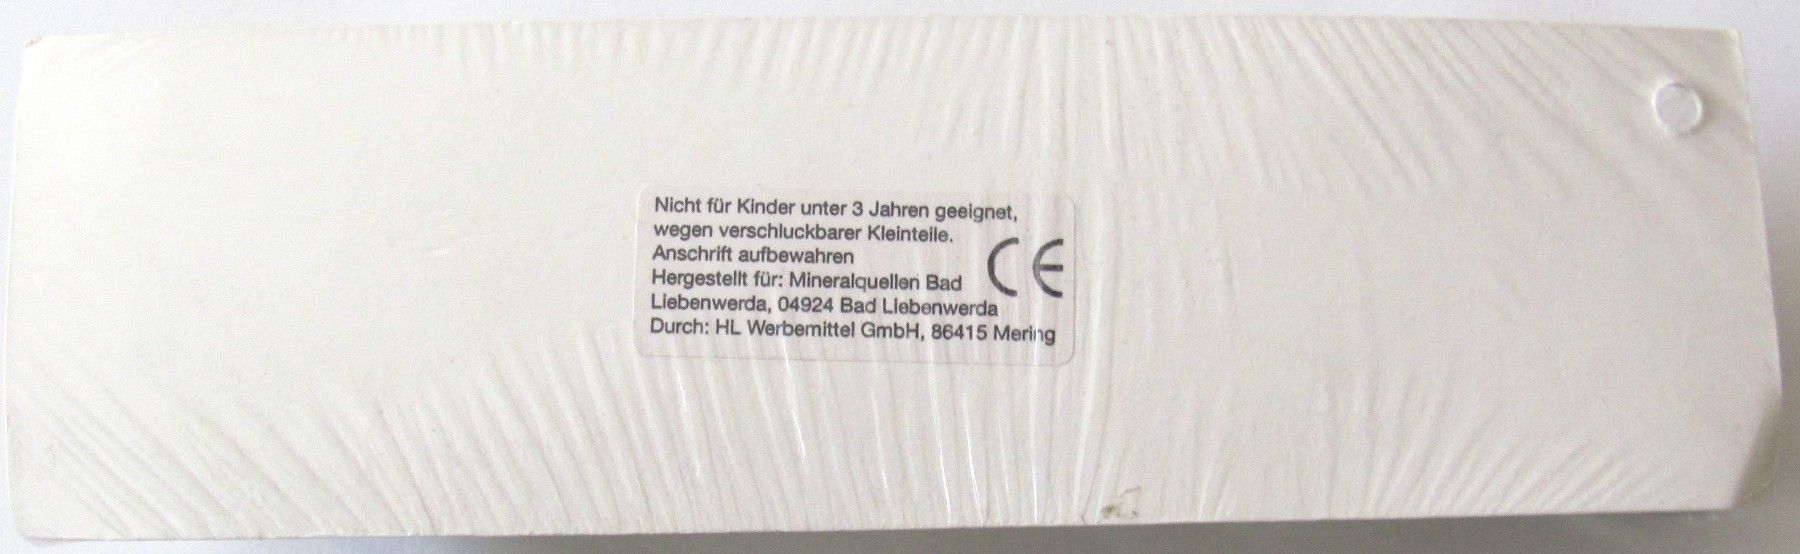 Nicht für Kinder unter 3 Jahren geeignet,
wegen verschluckbarer Kleinteile.
Anschrift aufbewahren
CE
Hergestellt für: Mineralquellen Bad
Liebenwerda, 04924 Bad Liebenwerda
Durch: HL Werbemittel GmbH, 86415 Mering